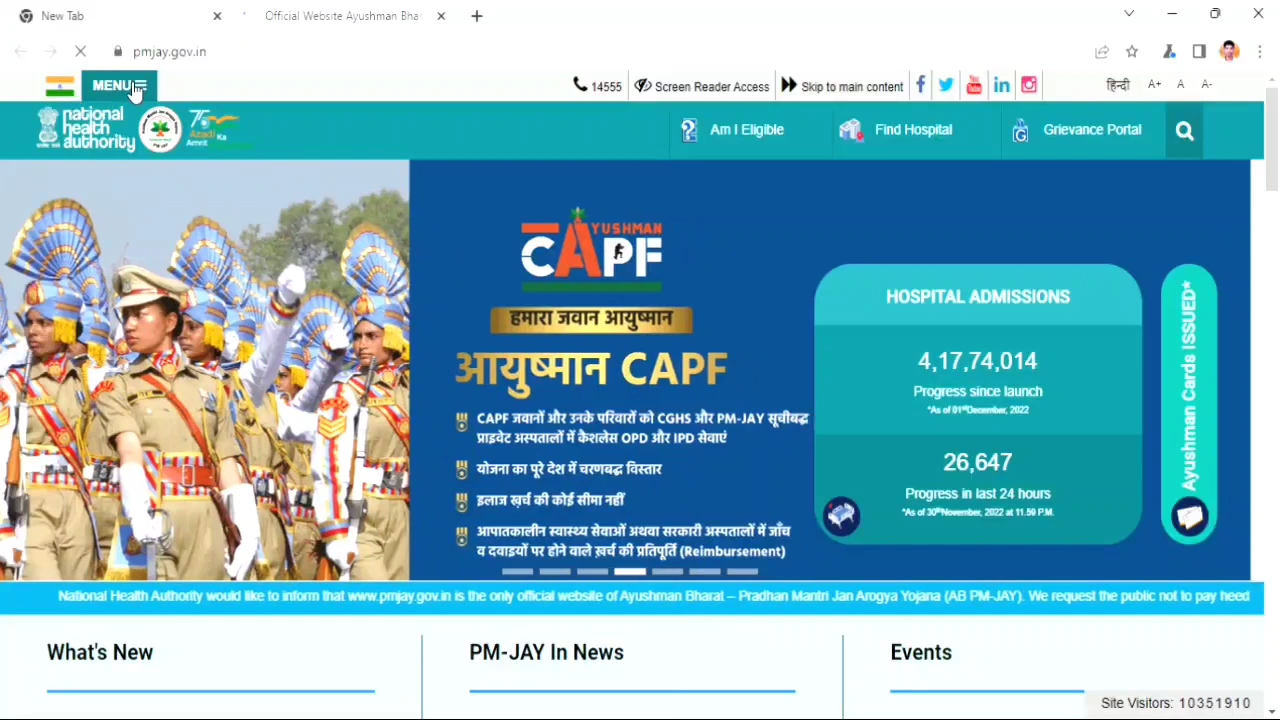 New Tab
Official Website Ayushman Bha
pmjay.gov.in
MENU
14555
Screen Reader Access
Skip to main content
हिन्दी
A+
A
A-
national
health
authority
75
Azadi Ka
Amrit
Am I Eligible
Find Hospital
Grievance Portal
AYUSHMAN
CAPF
हमारा जवान आयुष्मान
आयुष्मान CAPF
CAPF जवानों और उनके परिवारों को CGHS और PM-JAY सूचीबद्ध
प्राइवेट अस्पतालों में कैशलेस OPD और IPD सेवाएं
योजना का पूरे देश में चरणबद्ध विस्तार
इलाज ख़र्च की कोई सीमा नहीं
आपातकालीन स्वास्थ्य सेवाओं अथवा सरकारी अस्पतालों में जाँच
व दवाइयों पर होने वाले ख़र्च की प्रतिपूर्ति (Reimbursement)
HOSPITAL ADMISSIONS
4,17,74,014
Progress since launch
*As of 01stDecember, 2022
26,647
Progress in last 24 hours
*As of 30thNovember, 2022 at 11.59 P.M.
Ayushman Cards ISSUED*
National Health Authority would like to inform that www.pmjay.gov.in is the only official website of Ayushman Bharat – Pradhan Mantri Jan Arogya Yojana (AB PM-JAY). We request the public not to pay heed
What's New
PM-JAY In News
Events
Site Visitors: 10351910